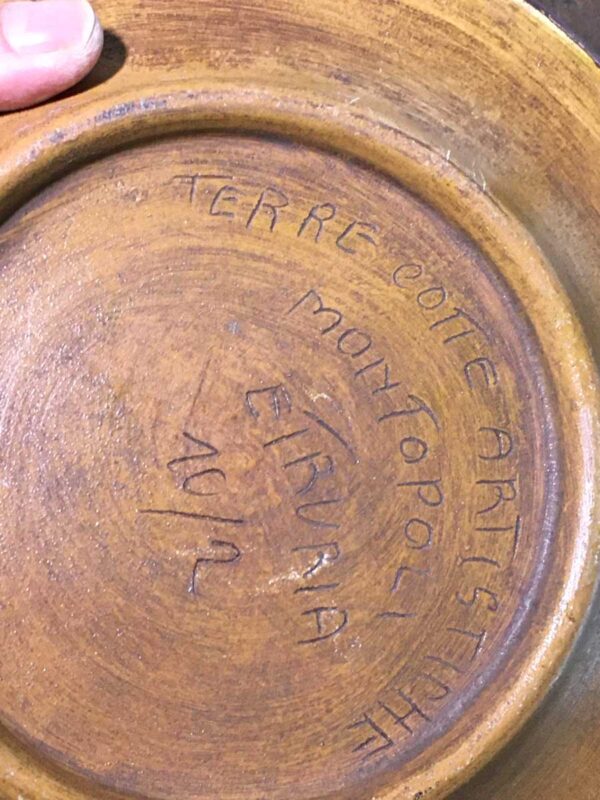 TERRE COTTE ARTISTICHE
MONTOPOLI
ETRURIA
10/2